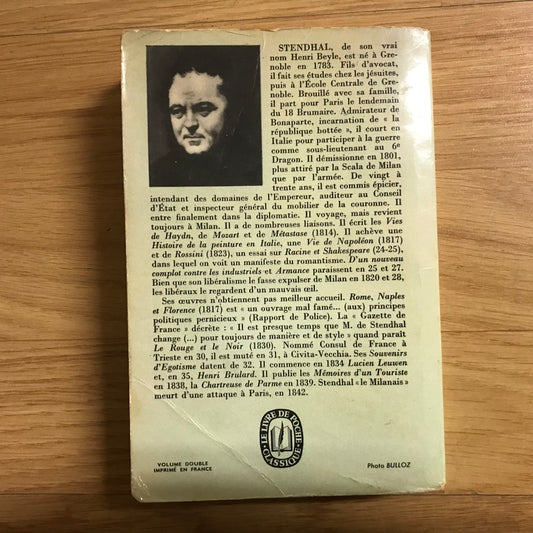 STENDHAL, de son vrai
nom Henri Beyle, est né à Gre-
noble en 1783. Fils d'avocat,
il fait ses études chez les jésuites,
puis à l'École Centrale de Gre-
noble. Brouillé avec sa famille,
il part pour Paris le lendemain
du 18 Brumaire. Admirateur de
Bonaparte, incarnation de « la
république bottée », il court en
Italie pour participer à la guerre
comme sous-lieutenant au 6e
Dragon. Il démissionne en 1801,
plus attiré par la Scala de Milan
que par l'armée. De vingt à
trente ans, il est commis épicier,
intendant des domaines de l'Empereur, auditeur au Conseil
d'État et inspecteur général du mobilier de la couronne. Il
entre finalement dans la diplomatie. Il voyage, mais revient
toujours à Milan. Il a de nombreuses liaisons. Il écrit les Vies
de Haydn, de Mozart et de Métastase (1814). Il achève une
Histoire de la peinture en Italie, une Vie de Napoléon (1817)
et de Rossini (1823), un essai sur Racine et Shakespeare (24-25),
dans lequel on voit un manifeste du romantisme. D'un nouveau
complot contre les industriels et Armance paraissent en 25 et 27.
Bien que son libéralisme le fasse expulser de Milan en 1820 et 28,
les libéraux le regardent d'un mauvais œil.
Ses œuvres n'obtiennent pas meilleur accueil. Rome, Naples
et Florence (1817) est « un ouvrage mal famé... (aux) principes
politiques pernicieux » (Rapport de Police). La « Gazette de
France » décrète : « Il est presque temps que M. de Stendhal
change (...) pour toujours de manière et de style » quand paraît
Le Rouge et le Noir (1830). Nommé Consul de France à
Trieste en 30, il est muté en 31, à Civita-Vecchia. Ses Souvenirs
d'Egotisme datent de 32. Il commence en 1834 Lucien Leuwen
et, en 35, Henri Brulard. Il publie les Mémoires d'un Touriste
en 1838, la Chartreuse de Parme en 1839. Stendhal « le Milanais »
meurt d'une attaque à Paris, en 1842.
LE LIVRE DE POCHE
CLASSIQUE
VOLUME DOUBLE
IMPRIMÉ EN FRANCE
Photo BULLOZ